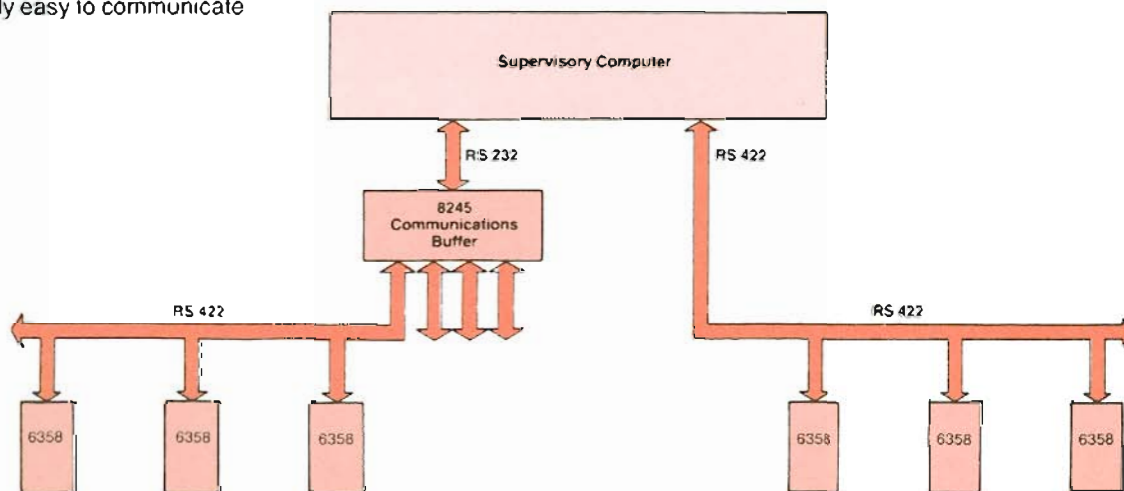 easy to communicate
Supervisory Computer
RS 232
RS 422
8245
Communications
Buffer
RS 422
RS 422
6358
6358
6358
6358
6358
6358